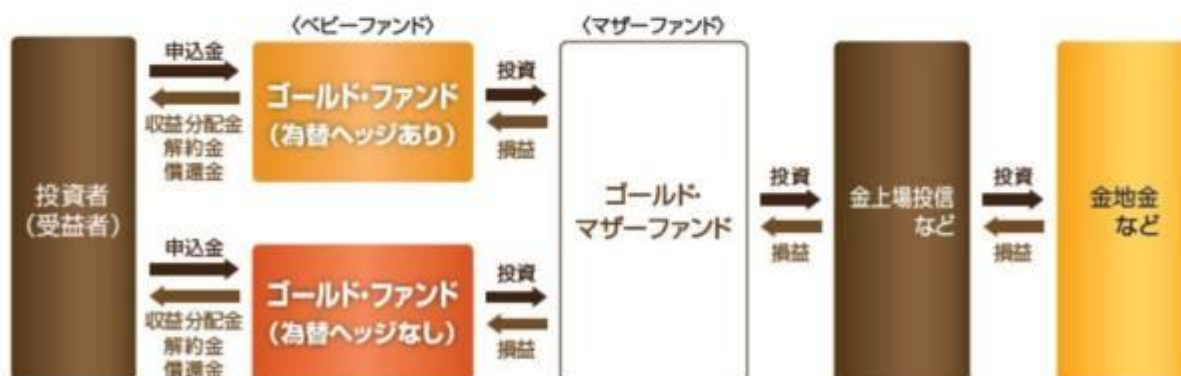 〈ベビーファンド〉
〈マザーファンド〉
投資者
(受益者)
申込金
収益分配金
解約金
償還金
ゴールド・ファンド
(為替ヘッジあり)
投資
損益
申込金
収益分配金
解約金
償還金
ゴールド・ファンド
(為替ヘッジなし)
投資
損益
ゴールド・
マザーファンド
投資
損益
金上場投信
など
投資
損益
金地金
など